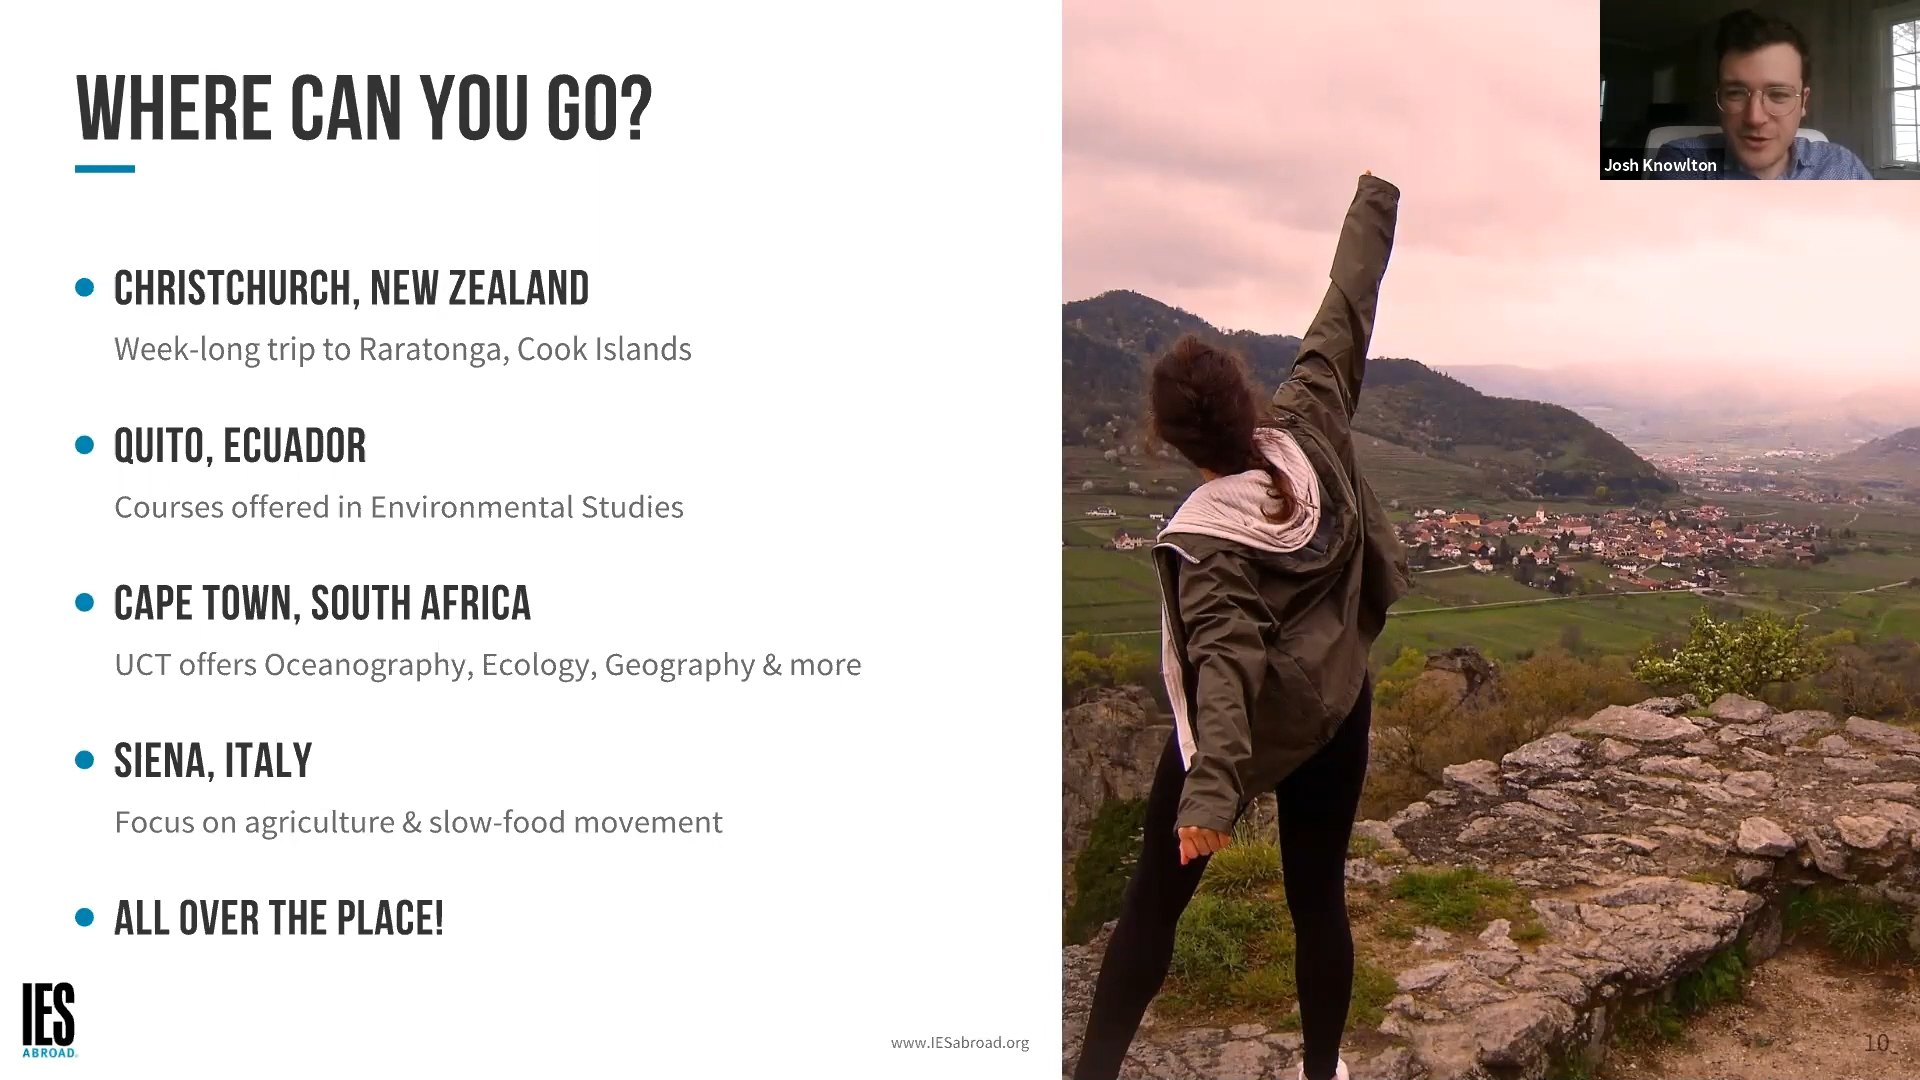 WHERE CAN YOU GO?
CHRISTCHURCH, NEW ZEALAND
Week-long trip to Raratonga, Cook Islands
QUITO, ECUADOR
Courses offered in Environmental Studies
CAPE TOWN, SOUTH AFRICA
UCT offers Oceanography, Ecology, Geography & more
SIENA, ITALY
Focus on agriculture & slow-food movement
ALL OVER THE PLACE!
IES
ABROAD
www.IESabroad.org
Josh Knowlton
10